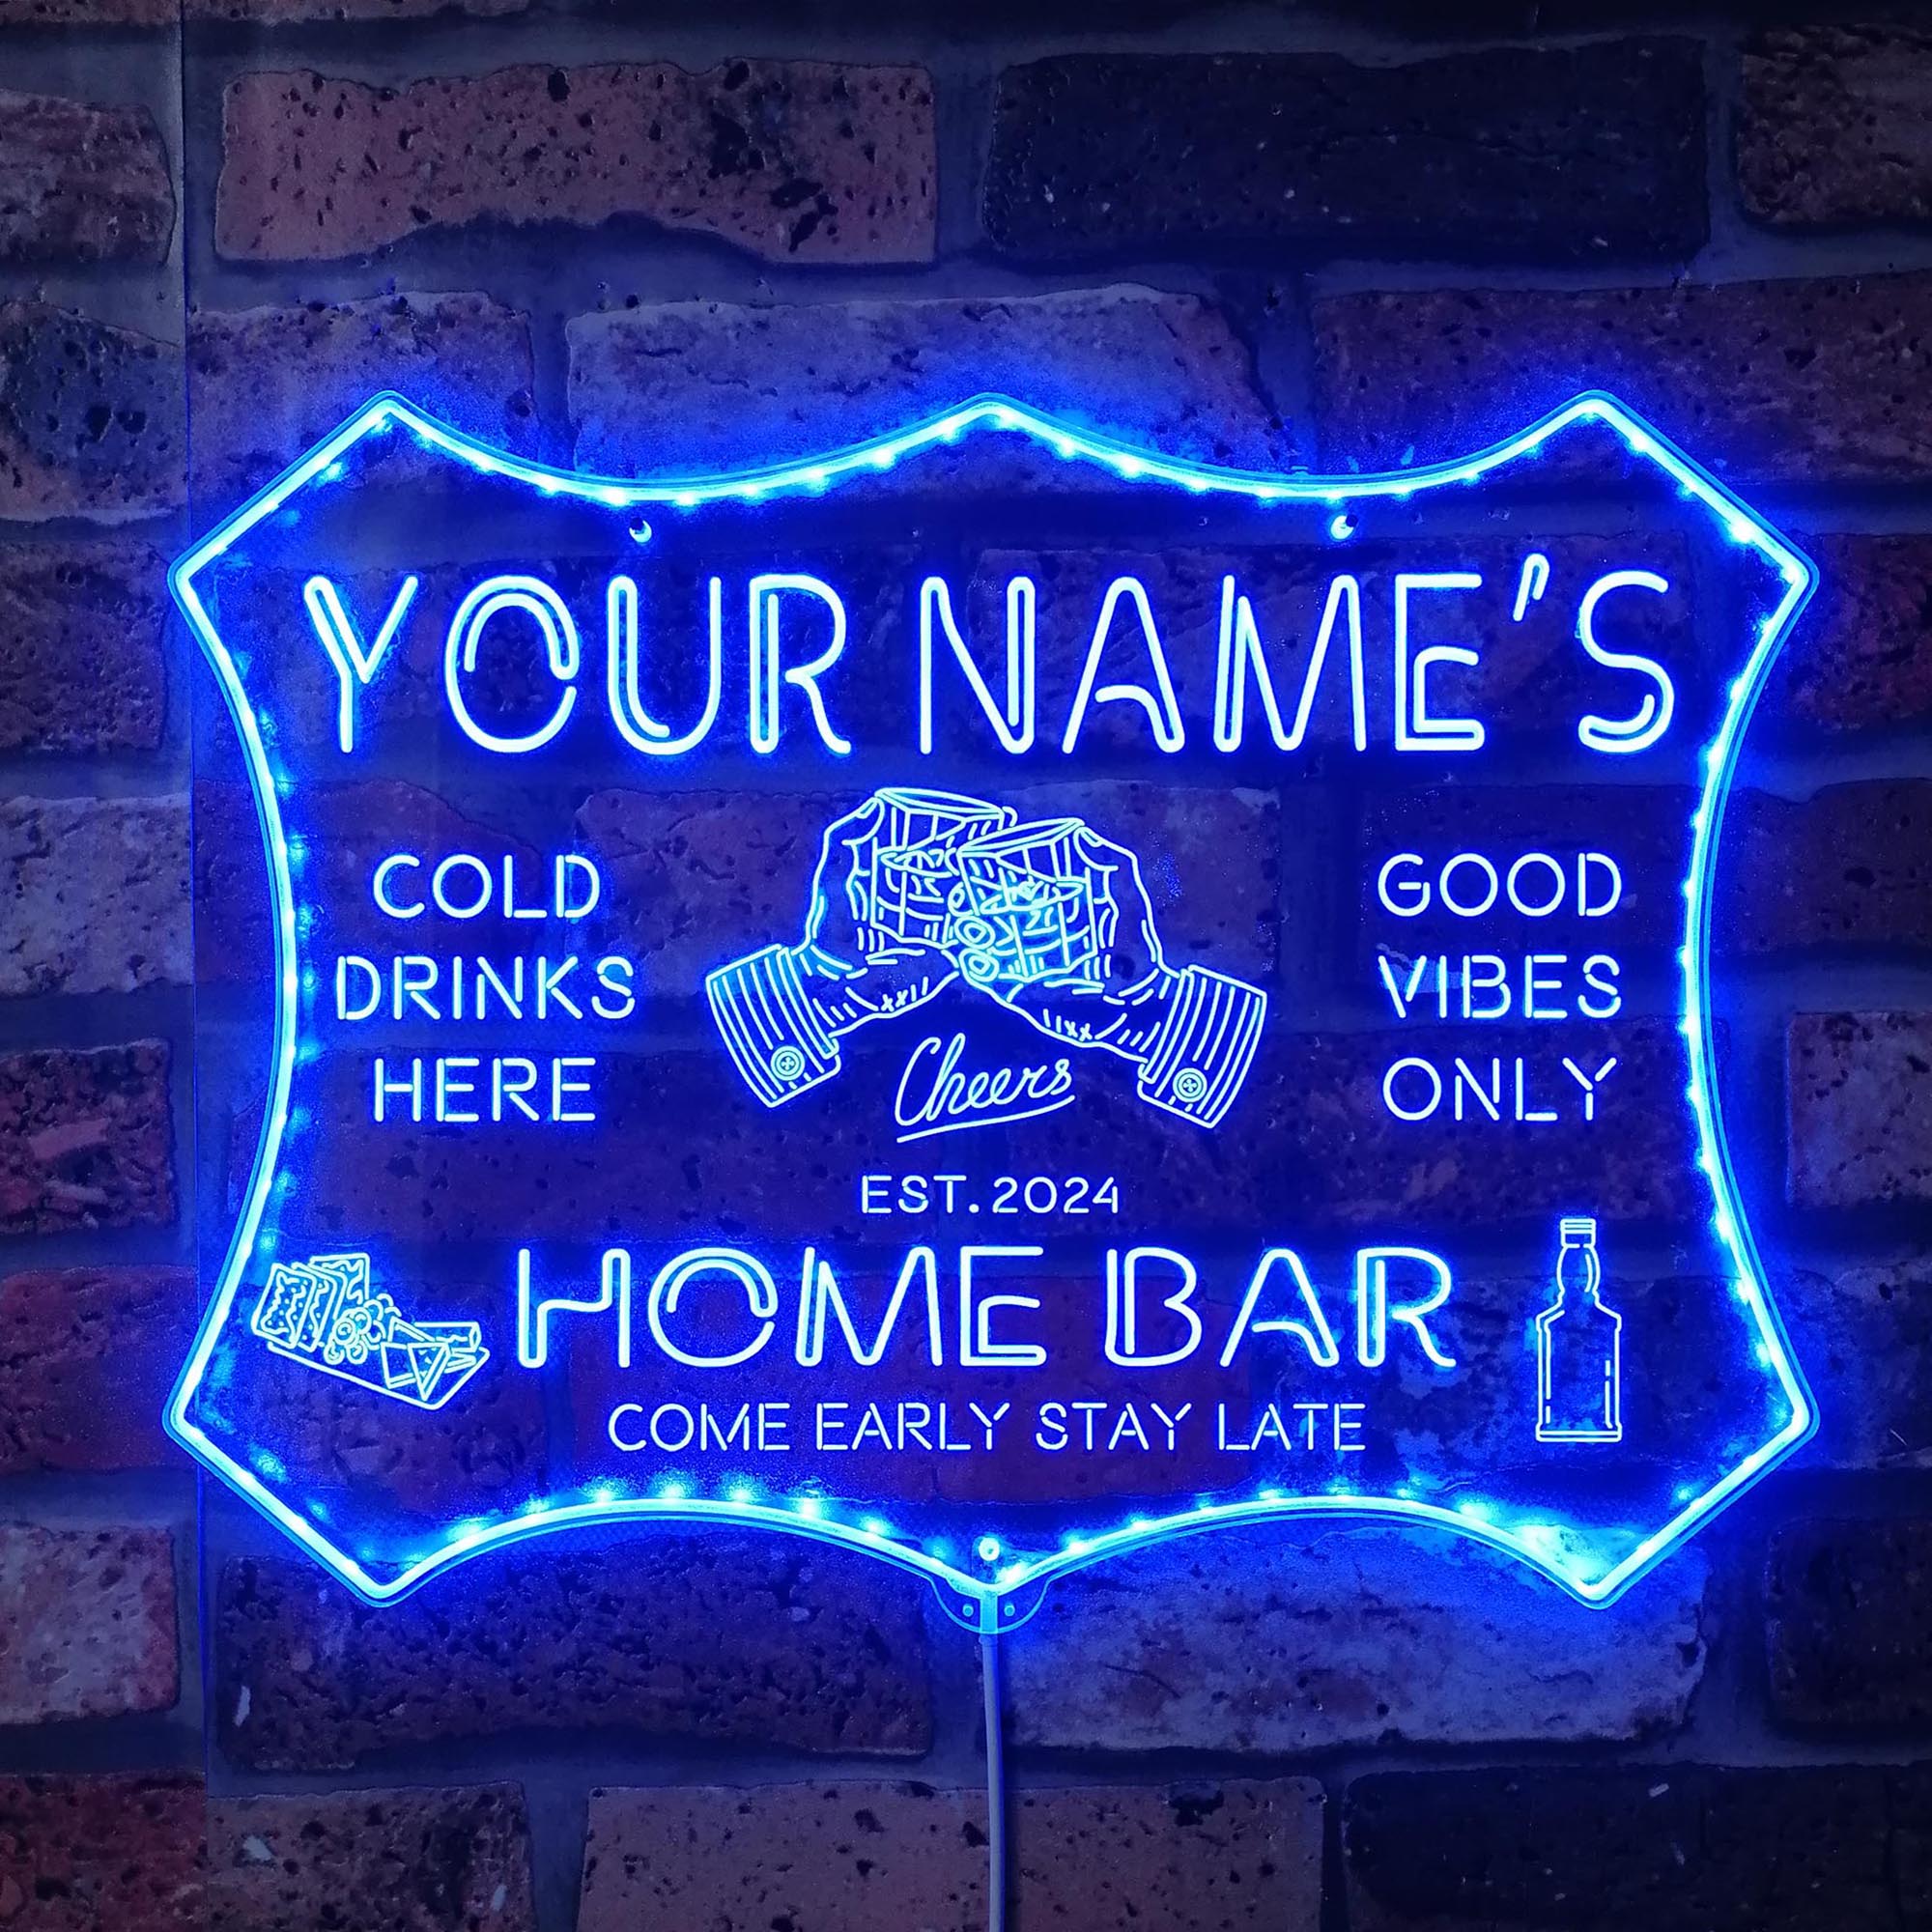 YOUR NAME'S
COLD
DRINKS
HERE
Cheers
GOOD
VIBES
ONLY
EST.2024
HOME BAR
COME EARLY STAY LATE